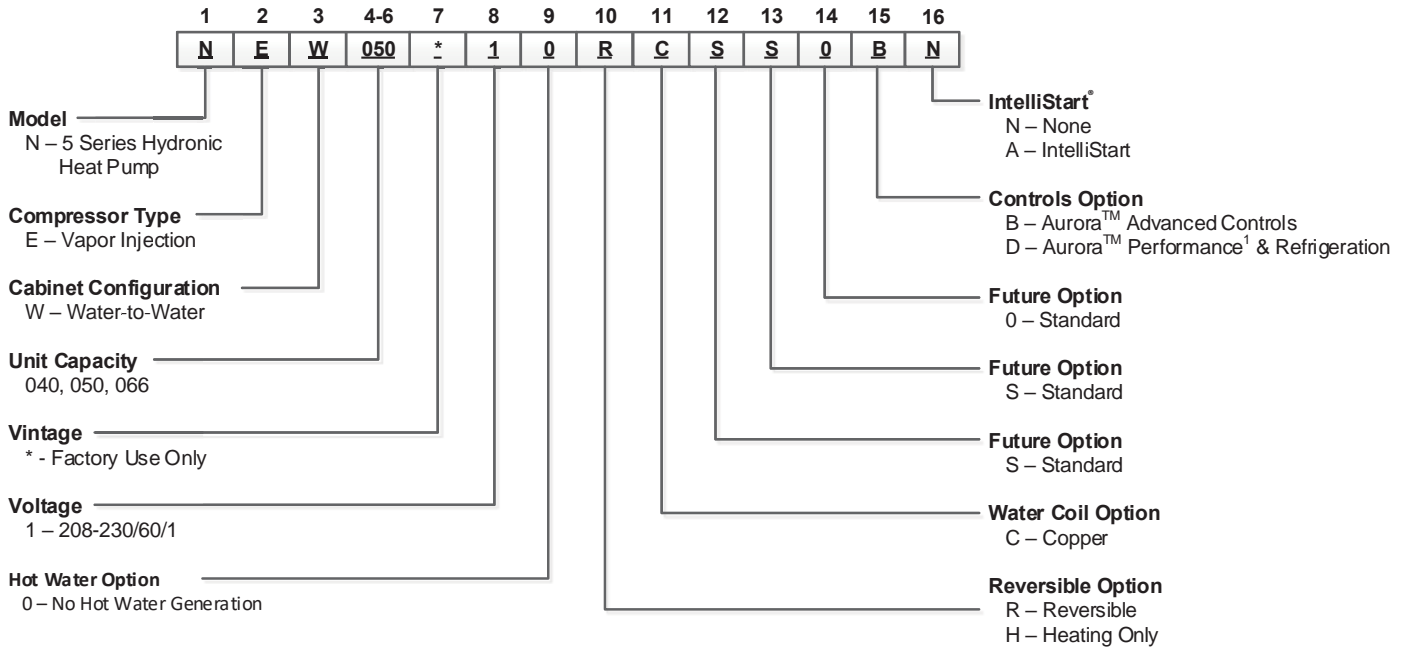 1 2 3 4-6 7 8 9 10 11 12 13 14 15 16
N E W 050 * 1 0 R C S S 0 B N
Model
N – 5 Series Hydronic
Heat Pump
Compressor Type
E – Vapor Injection
Cabinet Configuration
W – Water-to-Water
Unit Capacity
040, 050, 066
Vintage
* - Factory Use Only
Voltage
1 – 208-230/60/1
Hot Water Option
0 – No Hot Water Generation
IntelliStart®
N – None
A – IntelliStart
Controls Option
B – Aurora™ Advanced Controls
D – Aurora™ Performance¹ & Refrigeration
Future Option
0 – Standard
Future Option
S – Standard
Future Option
S – Standard
Water Coil Option
C – Copper
Reversible Option
R – Reversible
H – Heating Only